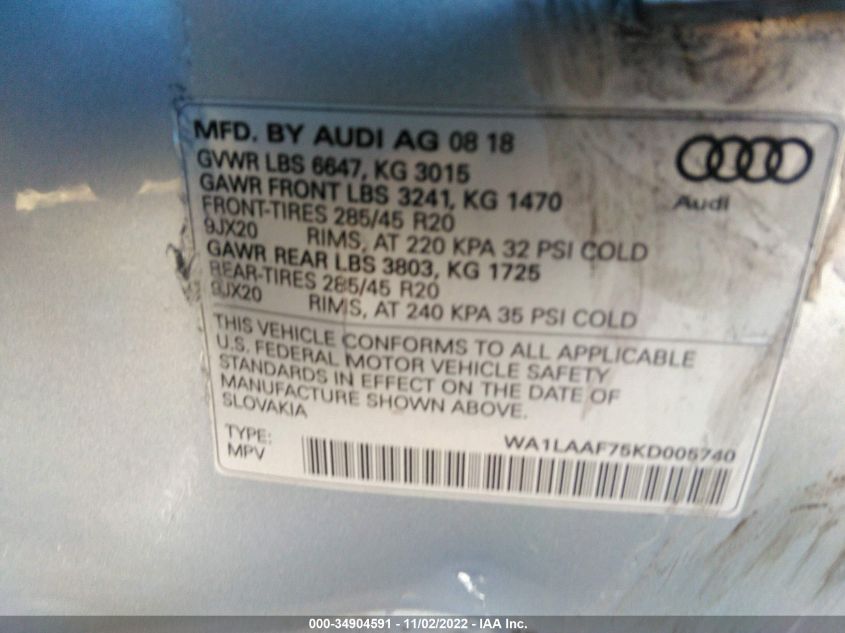 MFD. BY AUDI AG 08 18
GVWR LBS 6647, KG 3015
GAWR FRONT LBS 3241, KG 1470
FRONT-TIRES 285/45 R20
9JX20 RIMS, AT 220 KPA 32 PSI COLD
GAWR REAR LBS 3803, KG 1725
REAR-TIRES 285/45 R20
9JX20 RIMS, AT 240 KPA 35 PSI COLD
Audi
THIS VEHICLE CONFORMS TO ALL APPLICABLE
U.S. FEDERAL MOTOR VEHICLE SAFETY
STANDARDS IN EFFECT ON THE DATE OF
MANUFACTURE SHOWN ABOVE.
SLOVAKIA
TYPE: WA1LAAF75KD005740
MPV
000-34904591 - 11/02/2022 - IAA Inc.